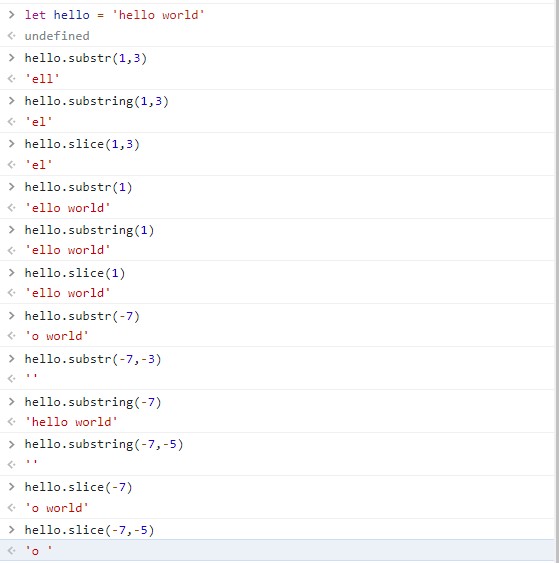 > let hello = 'hello world'
<· undefined
> hello.substr(1,3)
<· 'ell'
> hello.substring(1,3)
<· 'el'
> hello.slice(1,3)
<· 'el'
> hello.substr(1)
<· 'ello world'
> hello.substring(1)
<· 'ello world'
> hello.slice(1)
<· 'ello world'
> hello.substr(-7)
<· 'o world'
> hello.substr(-7,-3)
<· ''
> hello.substring(-7)
<· 'hello world'
> hello.substring(-7,-5)
<· ''
> hello.slice(-7)
<· 'o world'
> hello.slice(-7,-5)
<· 'o '